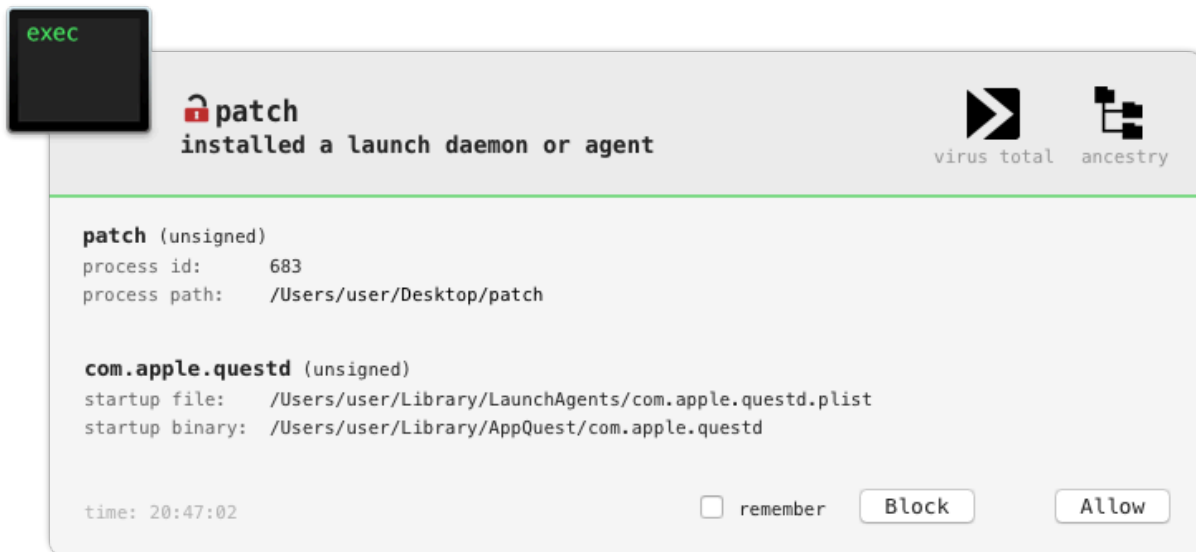 exec
patch
installed a launch daemon or agent
virus total
ancestry
patch (unsigned)
process id: 683
process path: /Users/user/Desktop/patch
com.apple.questd (unsigned)
startup file: /Users/user/Library/LaunchAgents/com.apple.questd.plist
startup binary: /Users/user/Library/AppQuest/com.apple.questd
time: 20:47:02
remember
Block
Allow